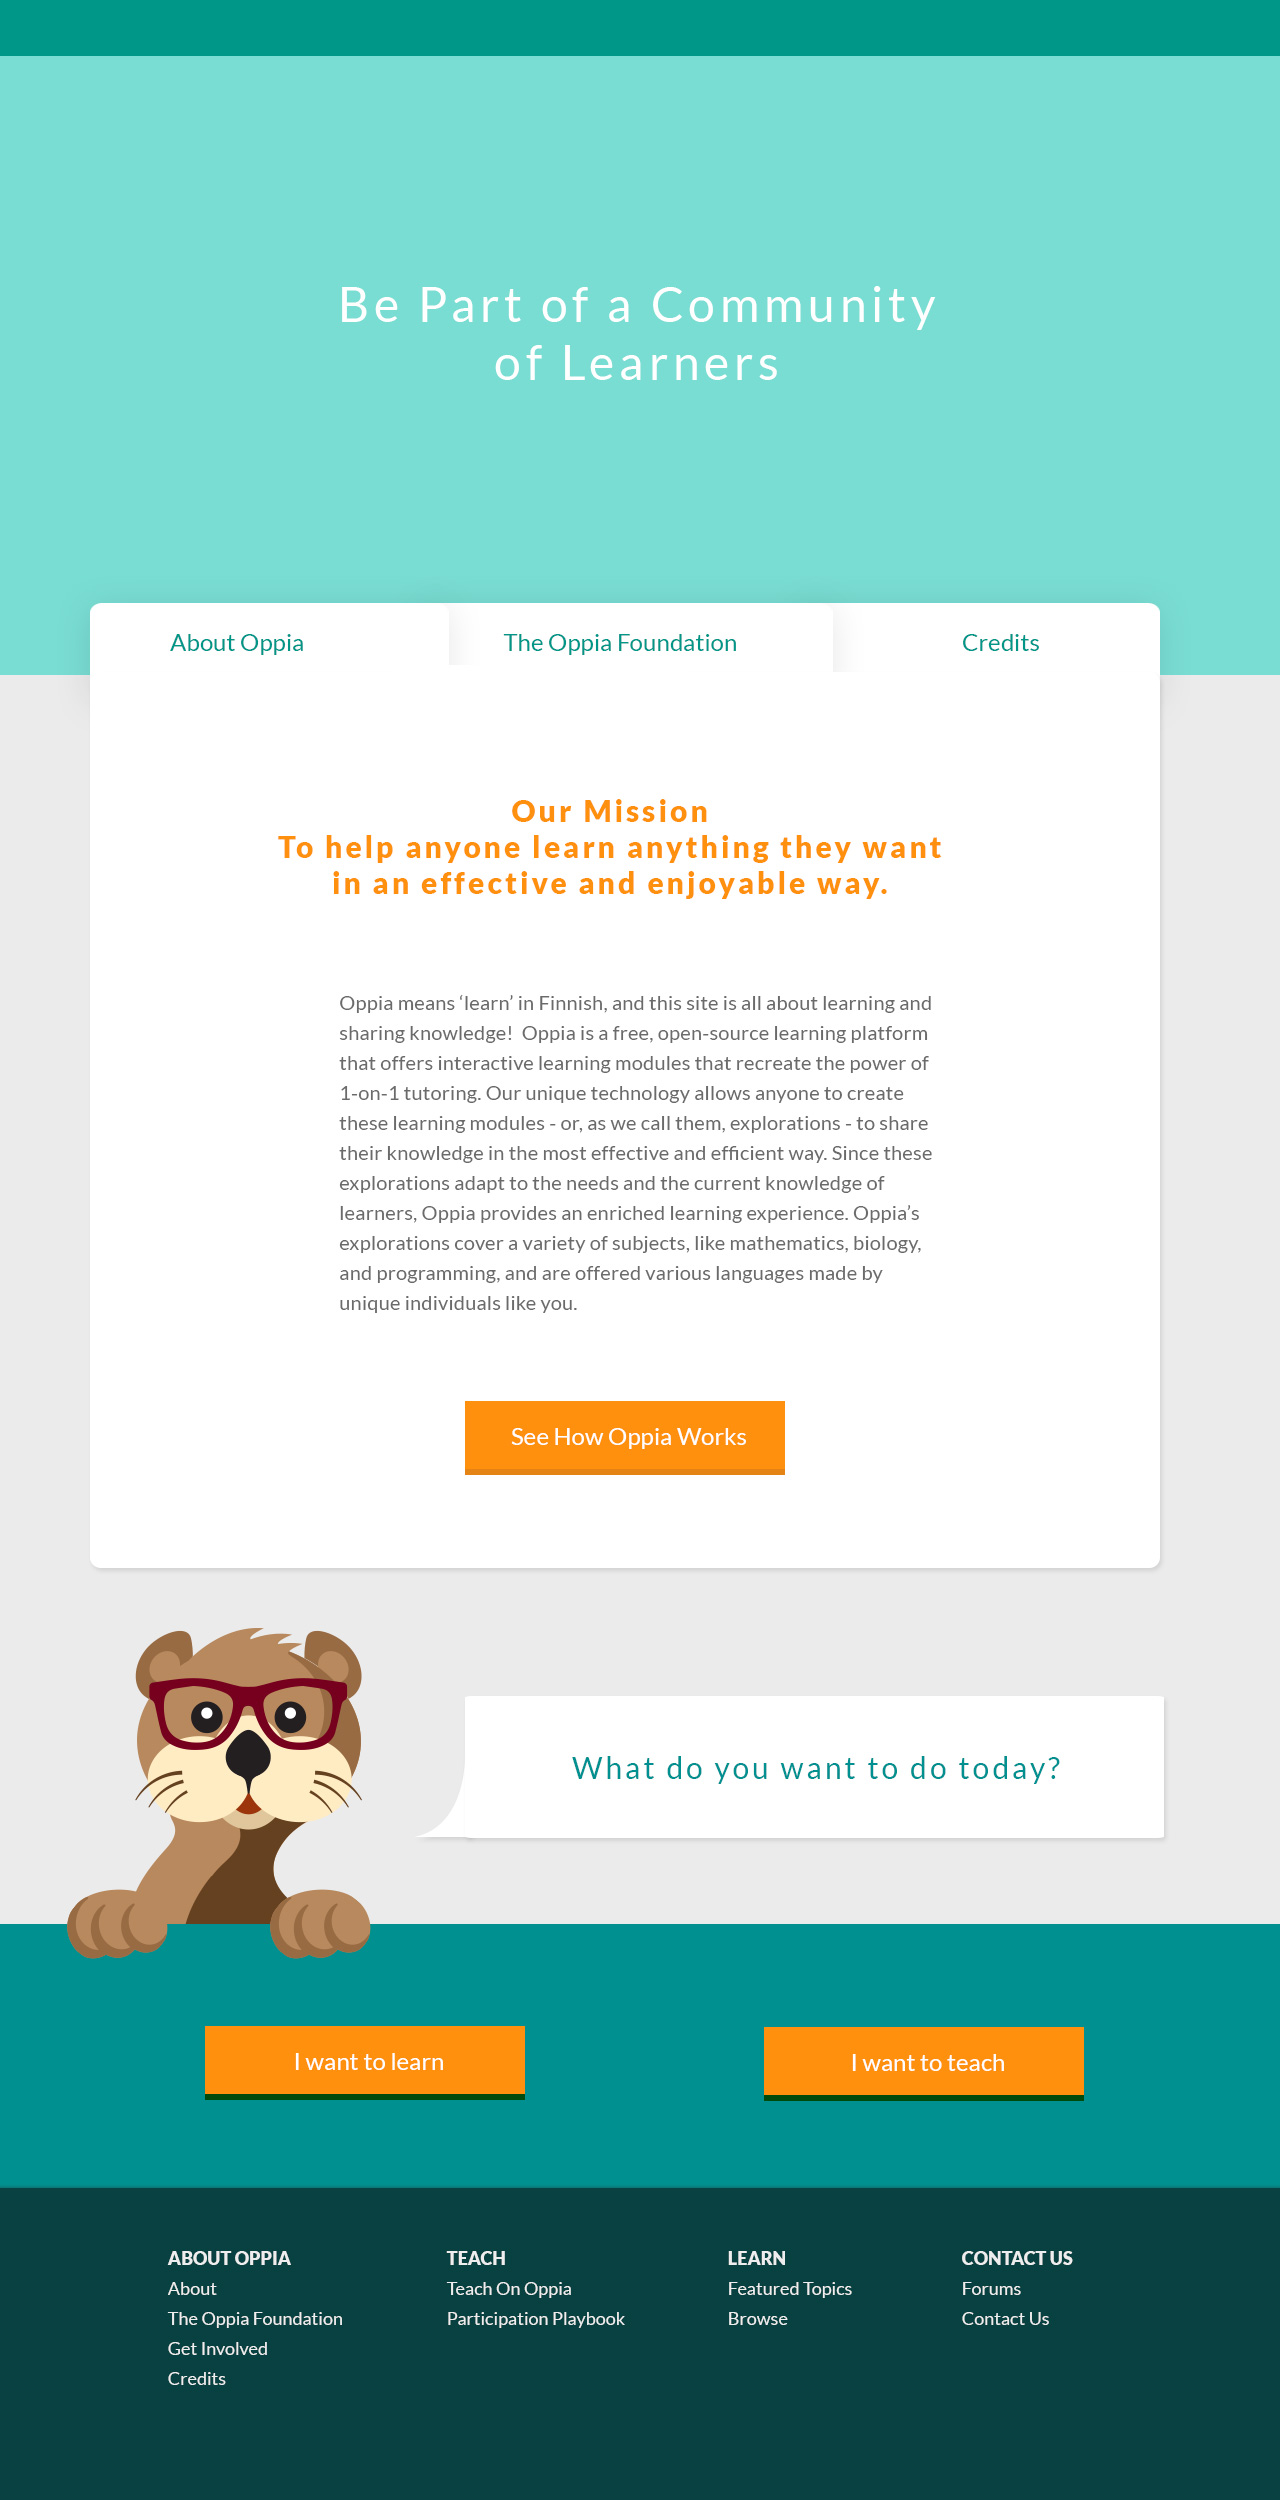 Be Part of a Community
of Learners
About Oppia
The Oppia Foundation
Credits
Our Mission
To help anyone learn anything they want
in an effective and enjoyable way.
Oppia means ‘learn’ in Finnish, and this site is all about learning and
sharing knowledge!  Oppia is a free, open-source learning platform
that offers interactive learning modules that recreate the power of
1-on-1 tutoring. Our unique technology allows anyone to create
these learning modules - or, as we call them, explorations - to share
their knowledge in the most effective and efficient way. Since these
explorations adapt to the needs and the current knowledge of
learners, Oppia provides an enriched learning experience. Oppia’s
explorations cover a variety of subjects, like mathematics, biology,
and programming, and are offered various languages made by
unique individuals like you.
See How Oppia Works
What do you want to do today?
I want to learn
I want to teach
ABOUT OPPIA
About
The Oppia Foundation
Get Involved
Credits
TEACH
Teach On Oppia
Participation Playbook
LEARN
Featured Topics
Browse
CONTACT US
Forums
Contact Us